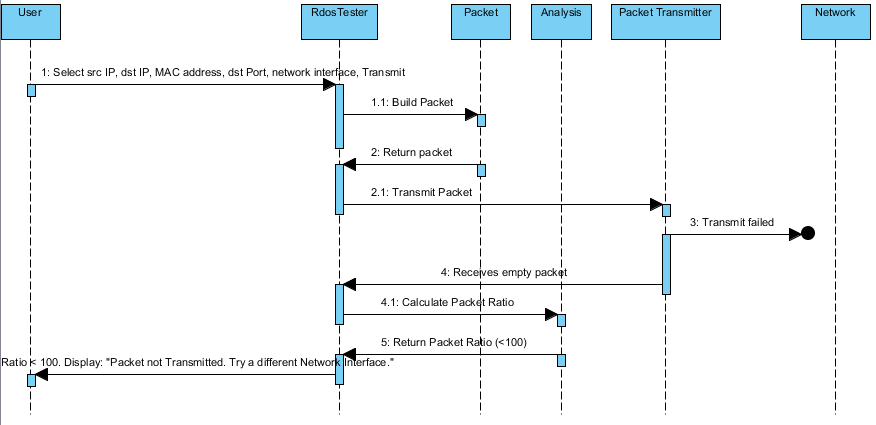 User
RdosTester
Packet
Analysis
Packet Transmitter
Network
1: Select src IP, dst IP, MAC address, dst Port, network interface, Transmit
1.1: Build Packet
2: Return packet
2.1: Transmit Packet
3: Transmit failed
4: Receives empty packet
4.1: Calculate Packet Ratio
5: Return Packet Ratio (<100)
Ratio < 100. Display: "Packet not Transmitted. Try a different Network Interface."